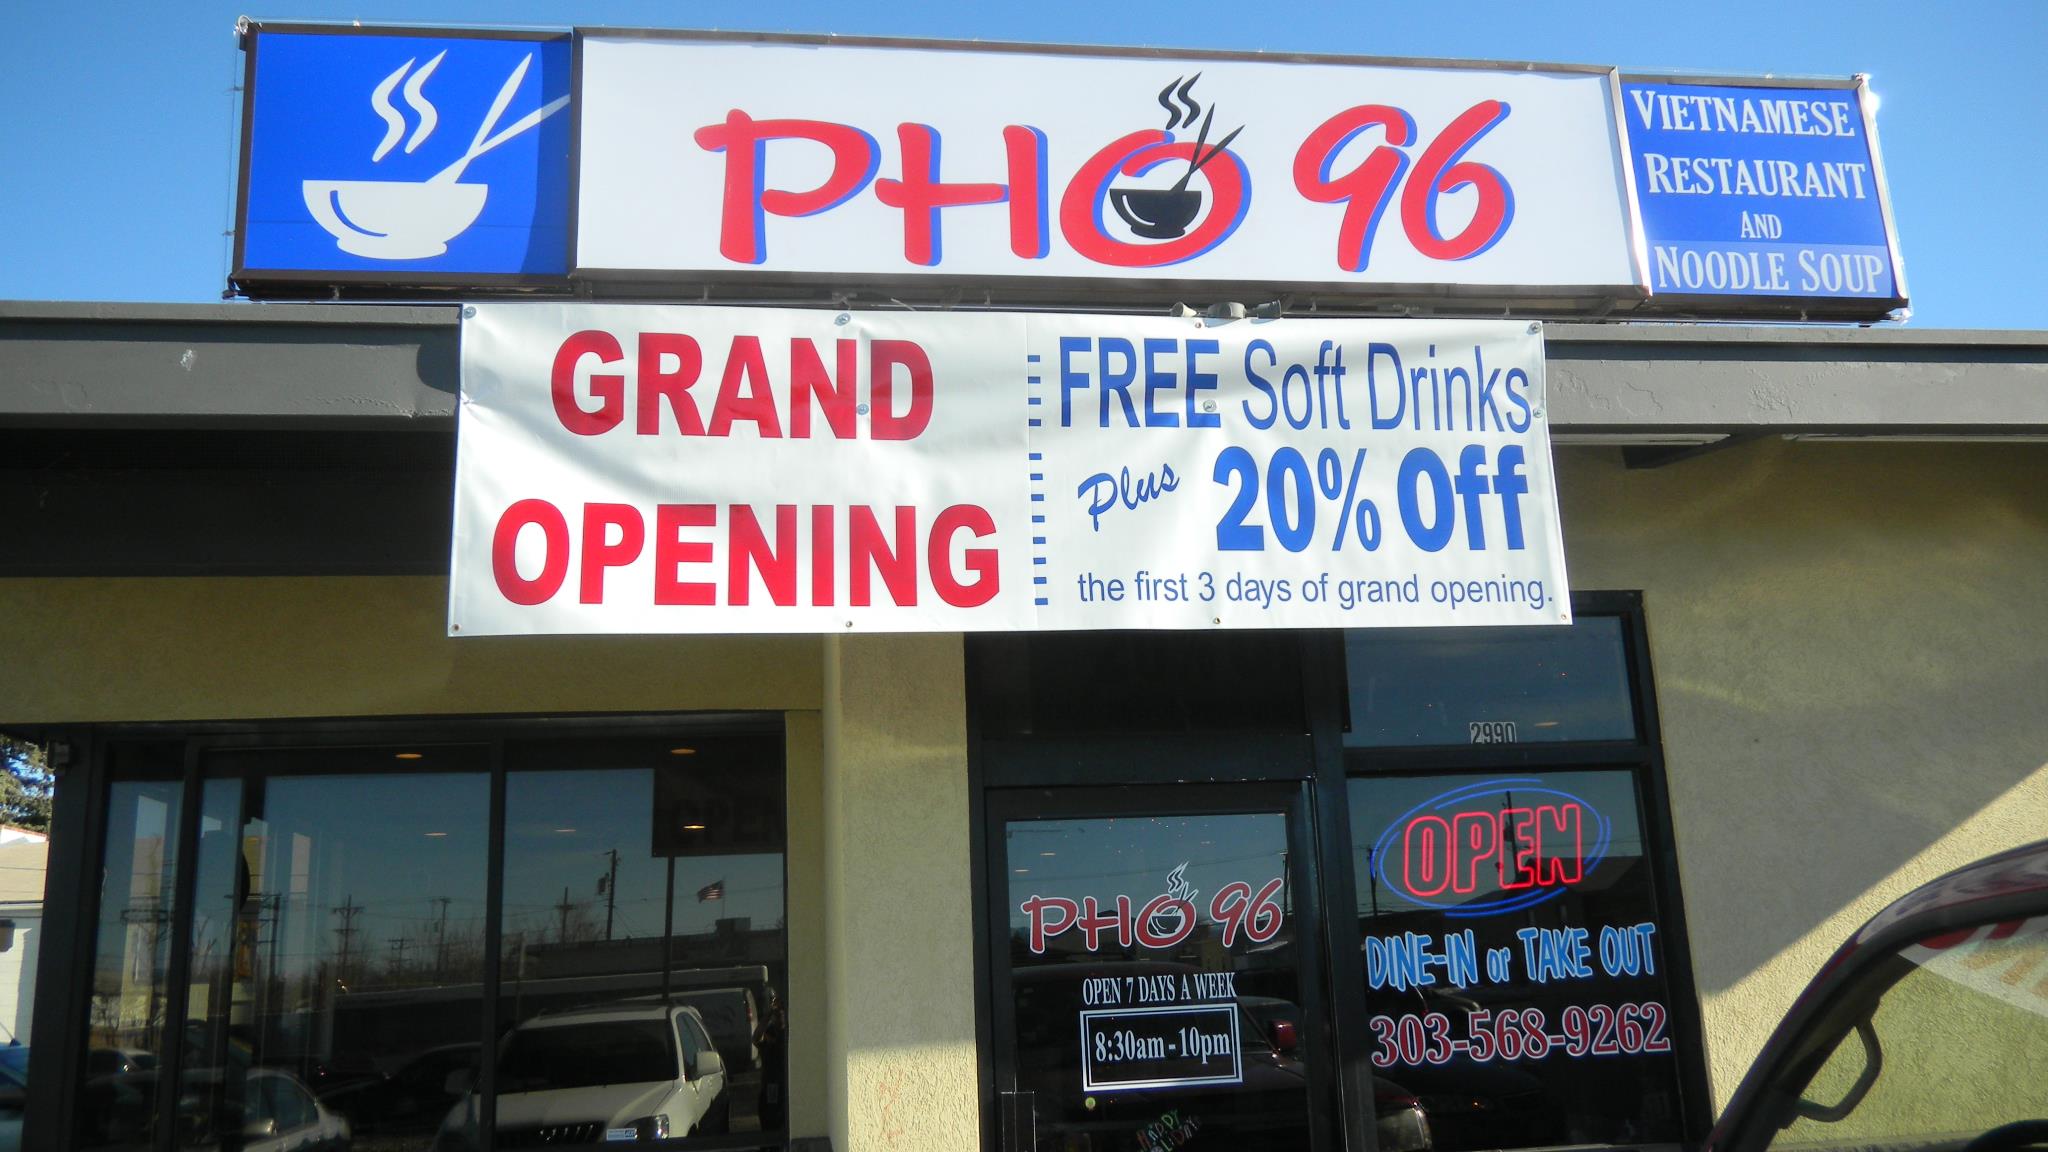 PHO 96
VIETNAMESE
RESTAURANT
AND
NOODLE SOUP
GRAND
OPENING
FREE Soft Drinks
Plus 20% Off
the first 3 days of grand opening.
2990
OPEN
DINE-IN or TAKE OUT
303-568-9262
PHO 96
OPEN 7 DAYS A WEEK
8:30am - 10pm
HAPPY